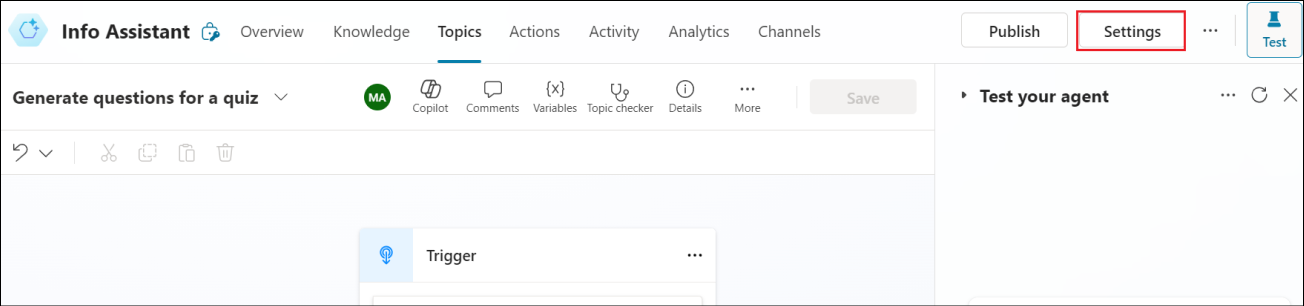 Info Assistant Overview Knowledge Topics Actions Activity Analytics Channels Publish Settings ... Test
Generate questions for a quiz MA Copilot Comments {x} Variables Topic checker Details ... More Save
Test your agent ...
Trigger ...